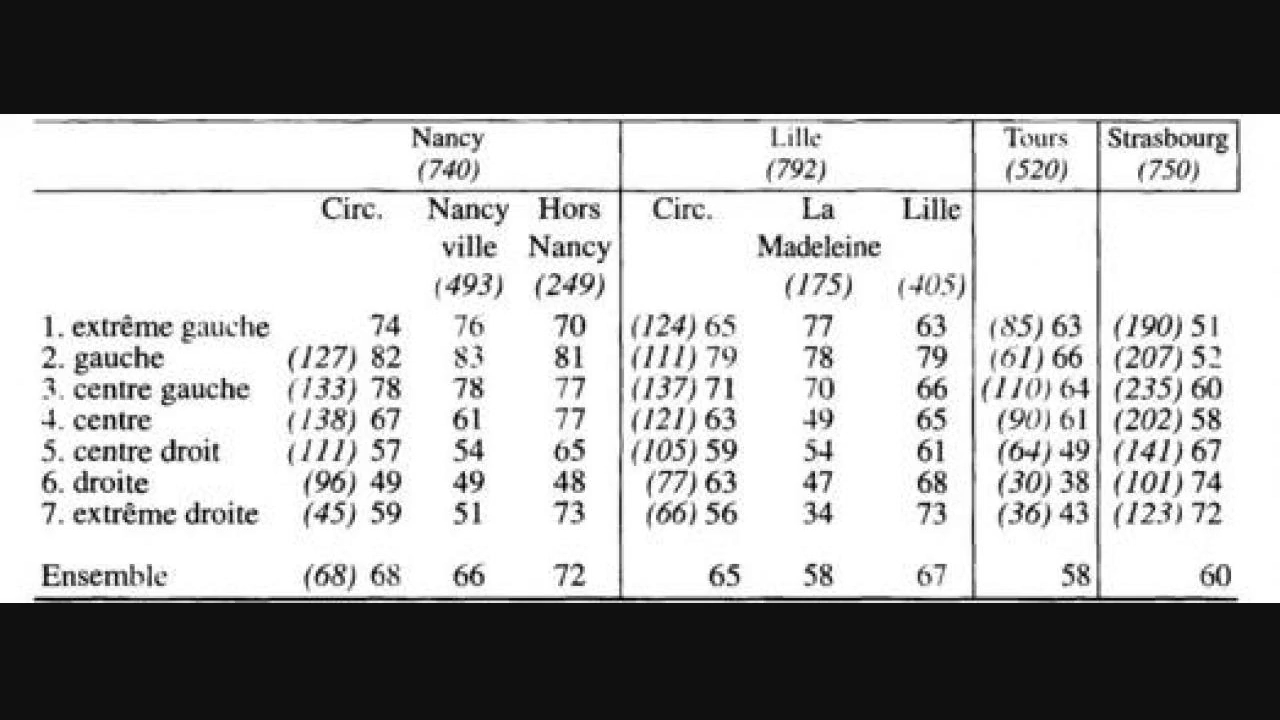 Nancy Lille Tours Strasbourg
(740) (792) (520) (750)
Circ. Nancy Hors Circ. La Lille
ville Nancy Madeleine
(493) (249) (175) (405)
1. extrême gauche 74 76 70 (124) 65 77 63 (85) 63 (190) 51
2. gauche (127) 82 83 81 (111) 79 78 79 (61) 66 (207) 52
3. centre gauche (133) 78 78 77 (137) 71 70 66 (110) 64 (235) 60
4. centre (138) 67 61 77 (121) 63 49 65 (90) 61 (202) 58
5. centre droit (111) 57 54 65 (105) 59 54 61 (64) 49 (141) 67
6. droite (96) 49 49 48 (77) 63 47 68 (30) 38 (101) 74
7. extrême droite (45) 59 51 73 (66) 56 34 73 (36) 43 (123) 72
Ensemble (68) 68 66 72 65 58 67 58 60